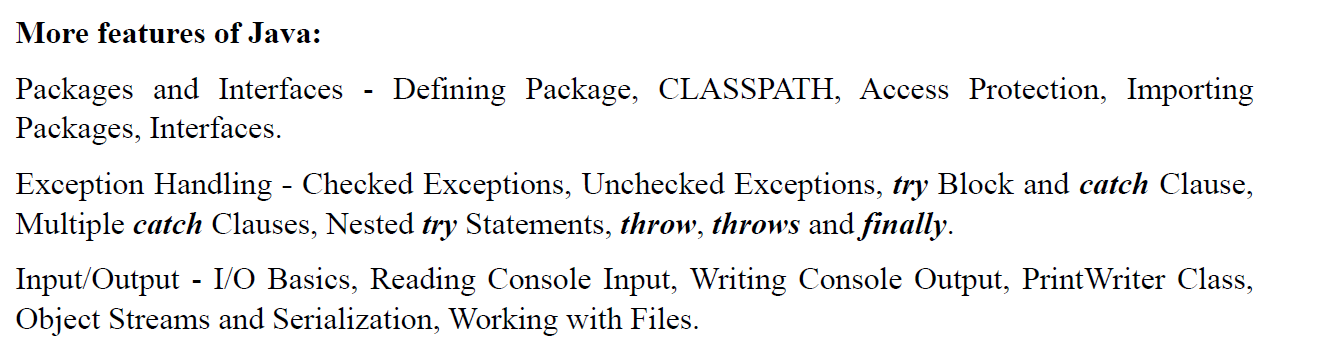 More features of Java:
Packages and Interfaces - Defining Package, CLASSPATH, Access Protection, Importing
Packages, Interfaces.
Exception Handling - Checked Exceptions, Unchecked Exceptions, try Block and catch Clause,
Multiple catch Clauses, Nested try Statements, throw, throws and finally.
Input/Output - I/O Basics, Reading Console Input, Writing Console Output, PrintWriter Class,
Object Streams and Serialization, Working with Files.